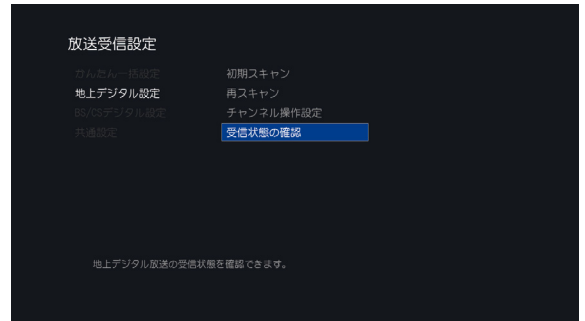 放送受信設定
かんたん一括設定
初期スキャン
地上デジタル設定
再スキャン
BS/CSデジタル設定
チャンネル操作設定
共通設定
受信状態の確認
地上デジタル放送の受信状態を確認できます。